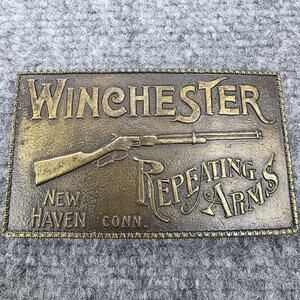 WINCHESTER
REPEATING
ARMS
NEW
HAVEN CONN.